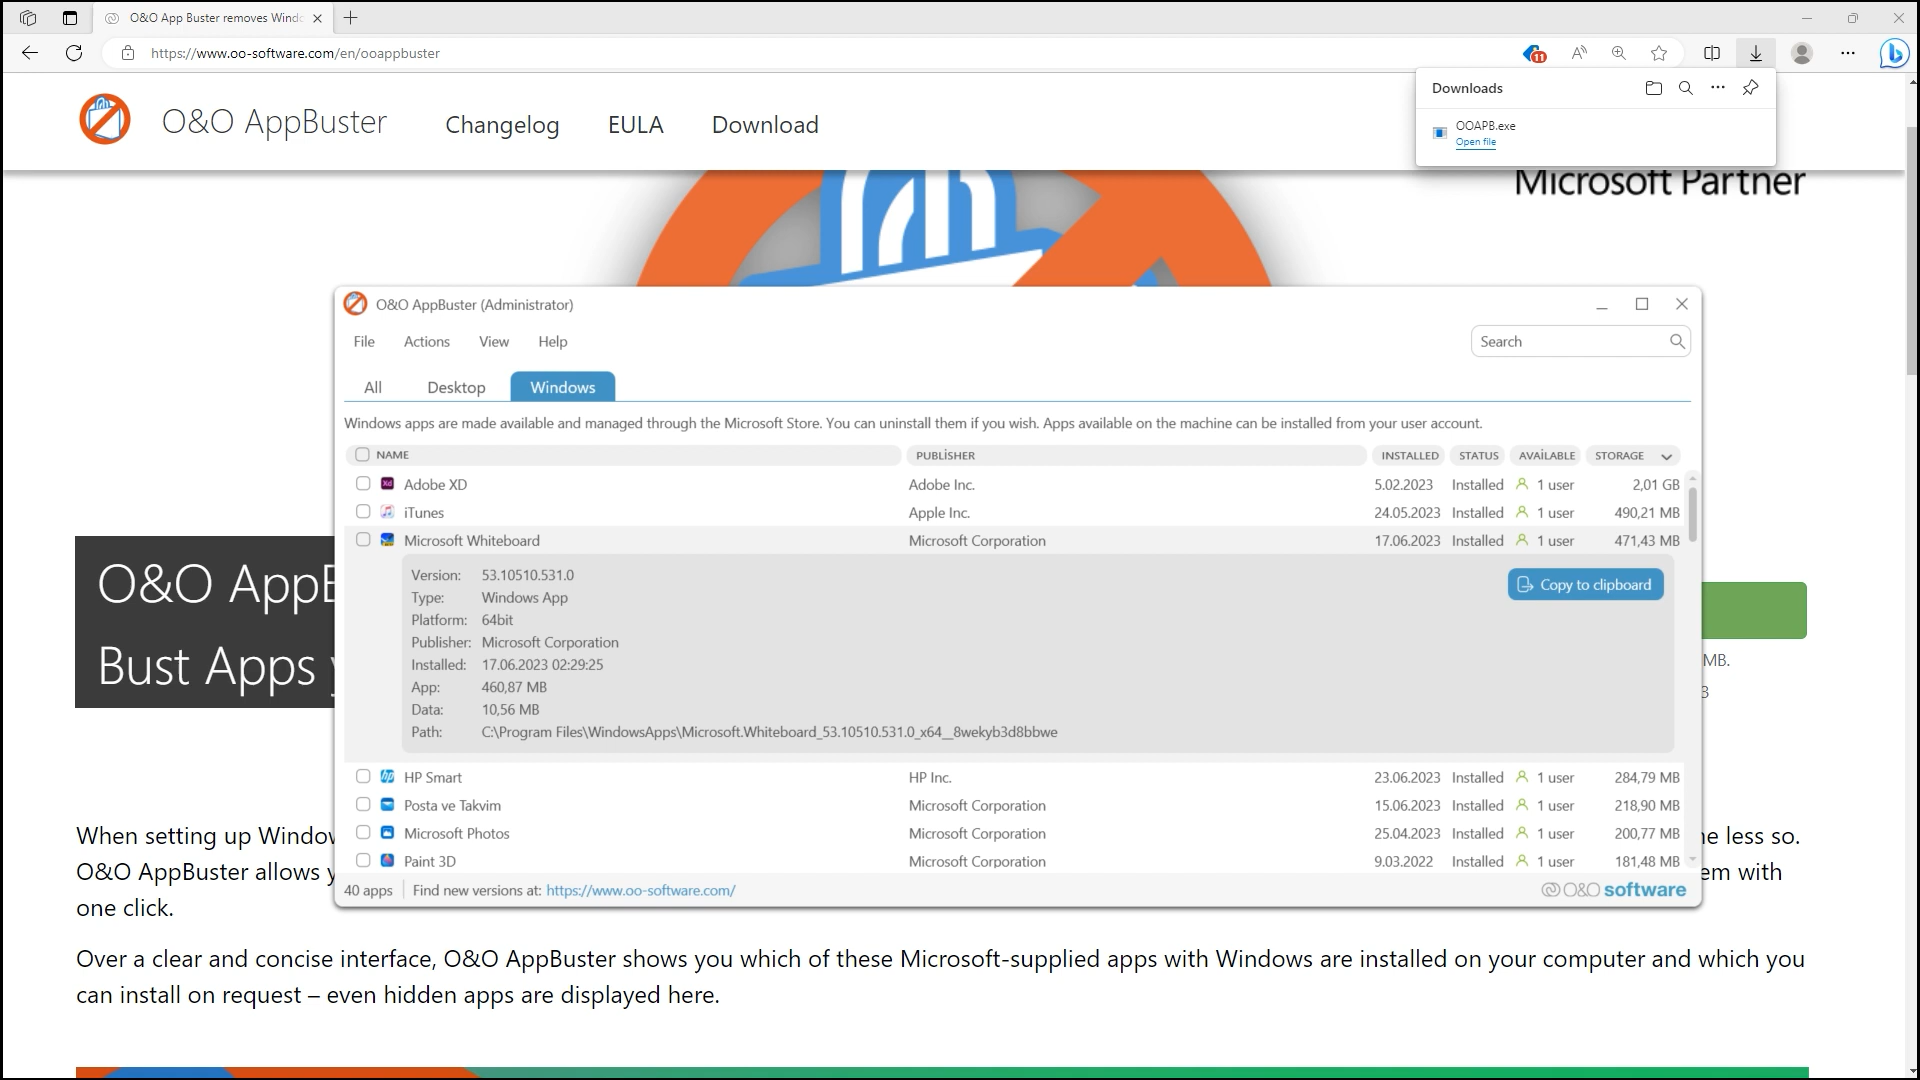 O&O App Buster removes Windo
https://www.oo-software.com/en/ooappbuster
11
Downloads
OOAPB.exe
Open file
O&O AppBuster
Changelog
EULA
Download
Microsoft Partner
O&O AppBuster (Administrator)
File Actions View Help
Search
All Desktop Windows
Windows apps are made available and managed through the Microsoft Store. You can uninstall them if you wish. Apps available on the machine can be installed from your user account.
NAME PUBLİSHER INSTALLED STATUS AVAİLABLE STORAGE
Adobe XD Adobe Inc. 5.02.2023 Installed 1 user 2,01 GB
iTunes Apple Inc. 24.05.2023 Installed 1 user 490,21 MB
Microsoft Whiteboard Microsoft Corporation 17.06.2023 Installed 1 user 471,43 MB
Version: 53.10510.531.0
Copy to clipboard
Type: Windows App
Platform: 64bit
Publisher: Microsoft Corporation
Installed: 17.06.2023 02:29:25
App: 460,87 MB
Data: 10,56 MB
Path: C:\Program Files\WindowsApps\Microsoft.Whiteboard_53.10510.531.0_x64__8wekyb3d8bbwe
HP Smart HP Inc. 23.06.2023 Installed 1 user 284,79 MB
Posta ve Takvim Microsoft Corporation 15.06.2023 Installed 1 user 218,90 MB
Microsoft Photos Microsoft Corporation 25.04.2023 Installed 1 user 200,77 MB
Paint 3D Microsoft Corporation 9.03.2022 Installed 1 user 181,48 MB
40 apps Find new versions at: https://www.oo-software.com/
O&O software
O&O AppB
Bust Apps y
MB.
When setting up Window
ne less so.
O&O AppBuster allows y
em with
one click.
Over a clear and concise interface, O&O AppBuster shows you which of these Microsoft-supplied apps with Windows are installed on your computer and which you
can install on request – even hidden apps are displayed here.